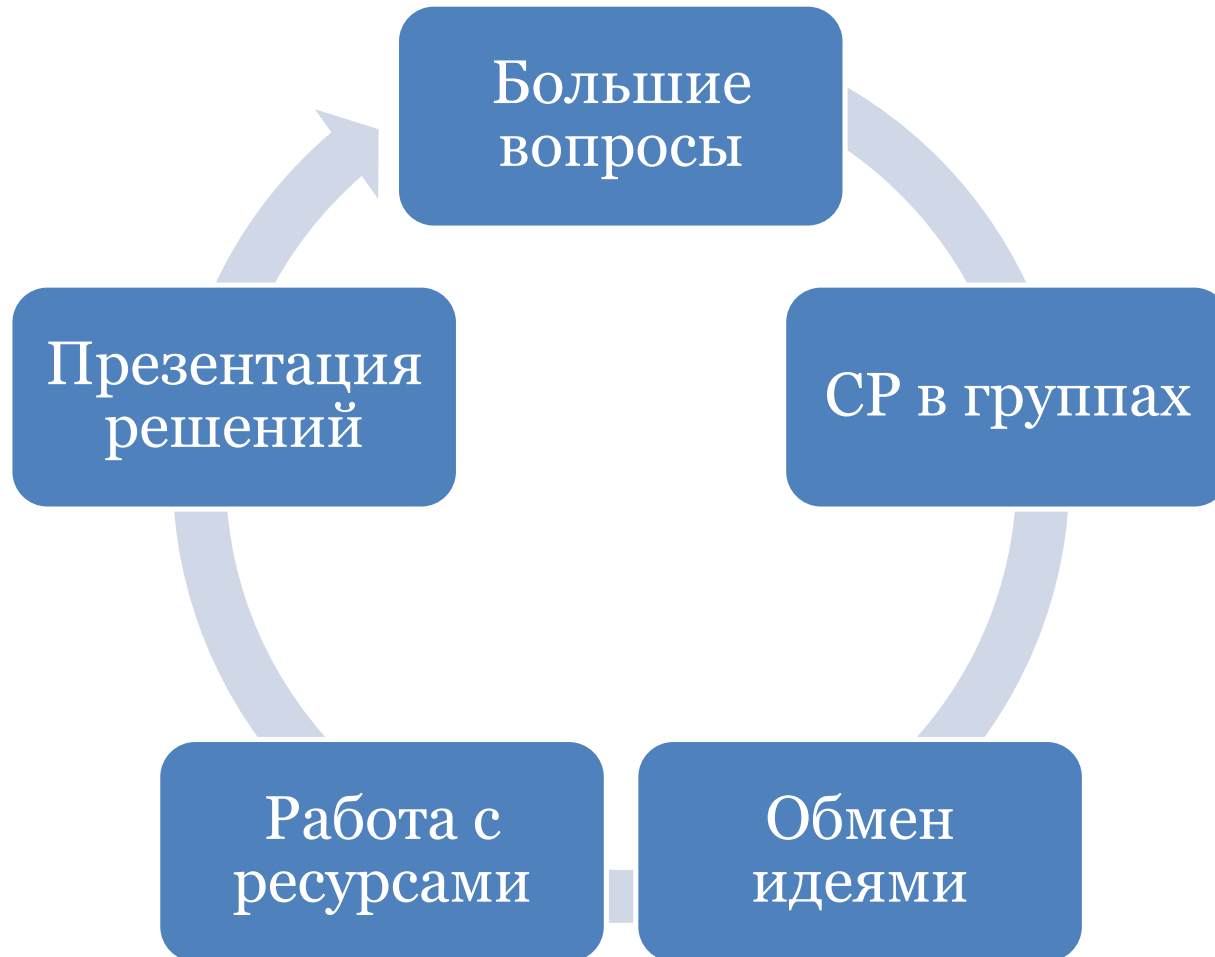 Большие
вопросы
СР в группах
Обмен
идеями
Работа с
ресурсами
Презентация
решений